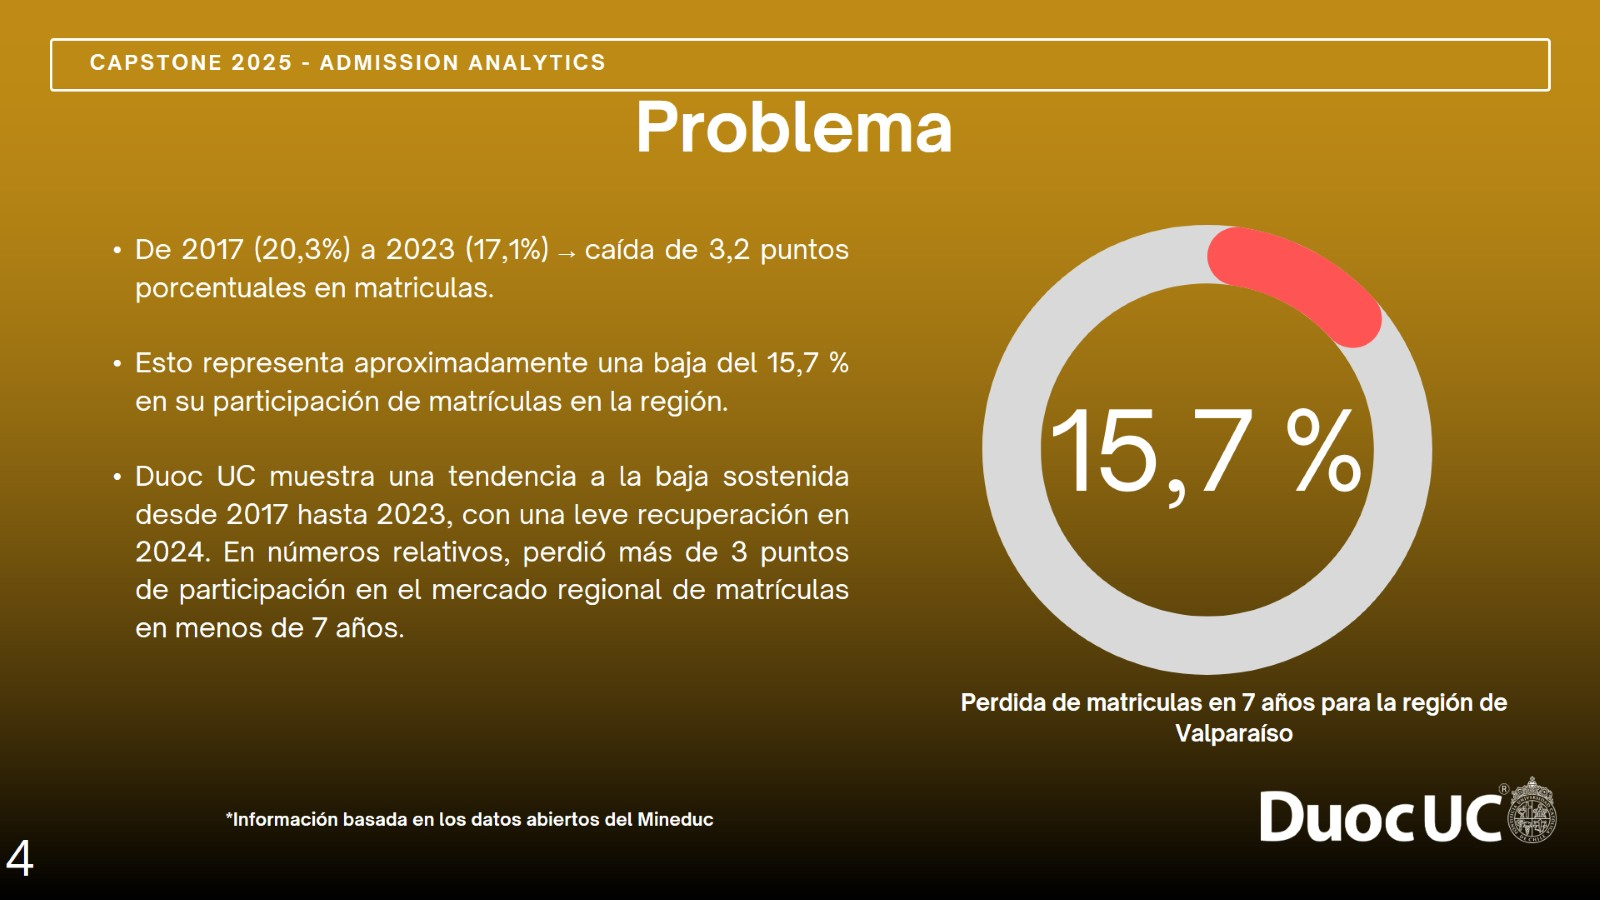 CAPSTONE 2025 - ADMISSION ANALYTICS
Problema
• De 2017 (20,3%) a 2023 (17,1%) → caída de 3,2 puntos
porcentuales en matriculas.
• Esto representa aproximadamente una baja del 15,7 %
en su participación de matrículas en la región.
• Duoc UC muestra una tendencia a la baja sostenida
desde 2017 hasta 2023, con una leve recuperación en
2024. En números relativos, perdió más de 3 puntos
de participación en el mercado regional de matrículas
en menos de 7 años.
15,7 %
Perdida de matriculas en 7 años para la región de
Valparaíso
*Información basada en los datos abiertos del Mineduc
Duoc UC®
4